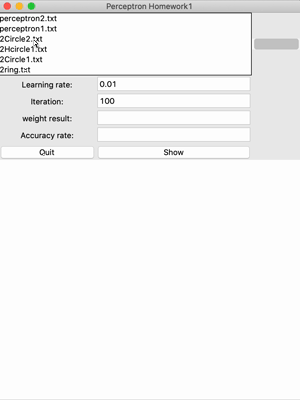 Perceptron Homework1
perceptron2.txt
perceptron1.txt
2Circle2.txt
2Hcircle1.txt
2Circle1.txt
2ring.txt
Learning rate: 0.01
Iteration: 100
weight result:
Accuracy rate:
Quit Show